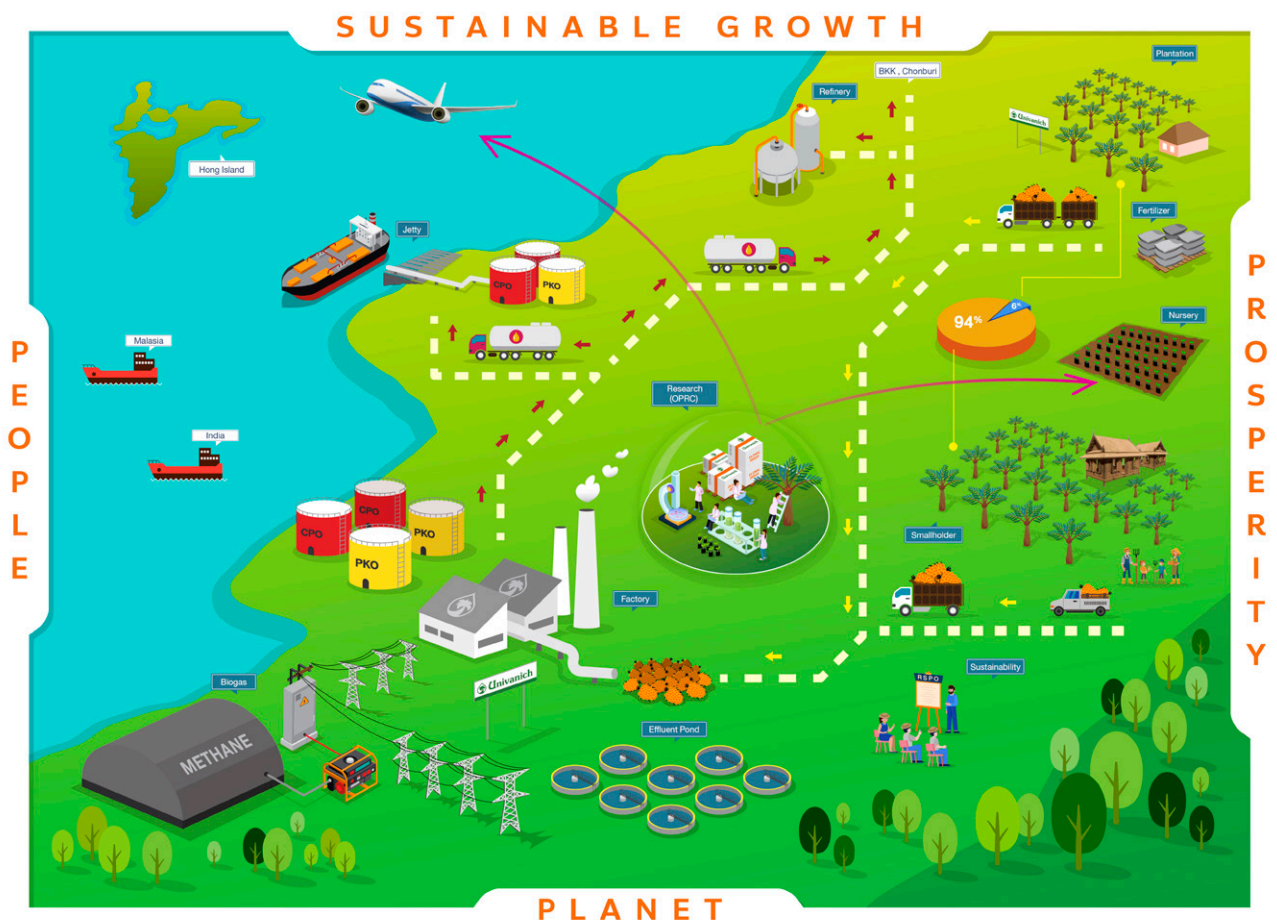 SUSTAINABLE GROWTH
Plantation
BKK , Chonburi
Refinery
Univanich
Hong Island
Fertilizer
Jetty
CPO
PKO
PEOPLE
PROSPERITY
6%
94%
Nursery
Malasia
Research
(OPRC)
India
CPO
CPO
PKO
PKO
Smallholder
Factory
Sustainability
RSPO
Biogas
Univanich
METHANE
Effluent Pond
PLANET